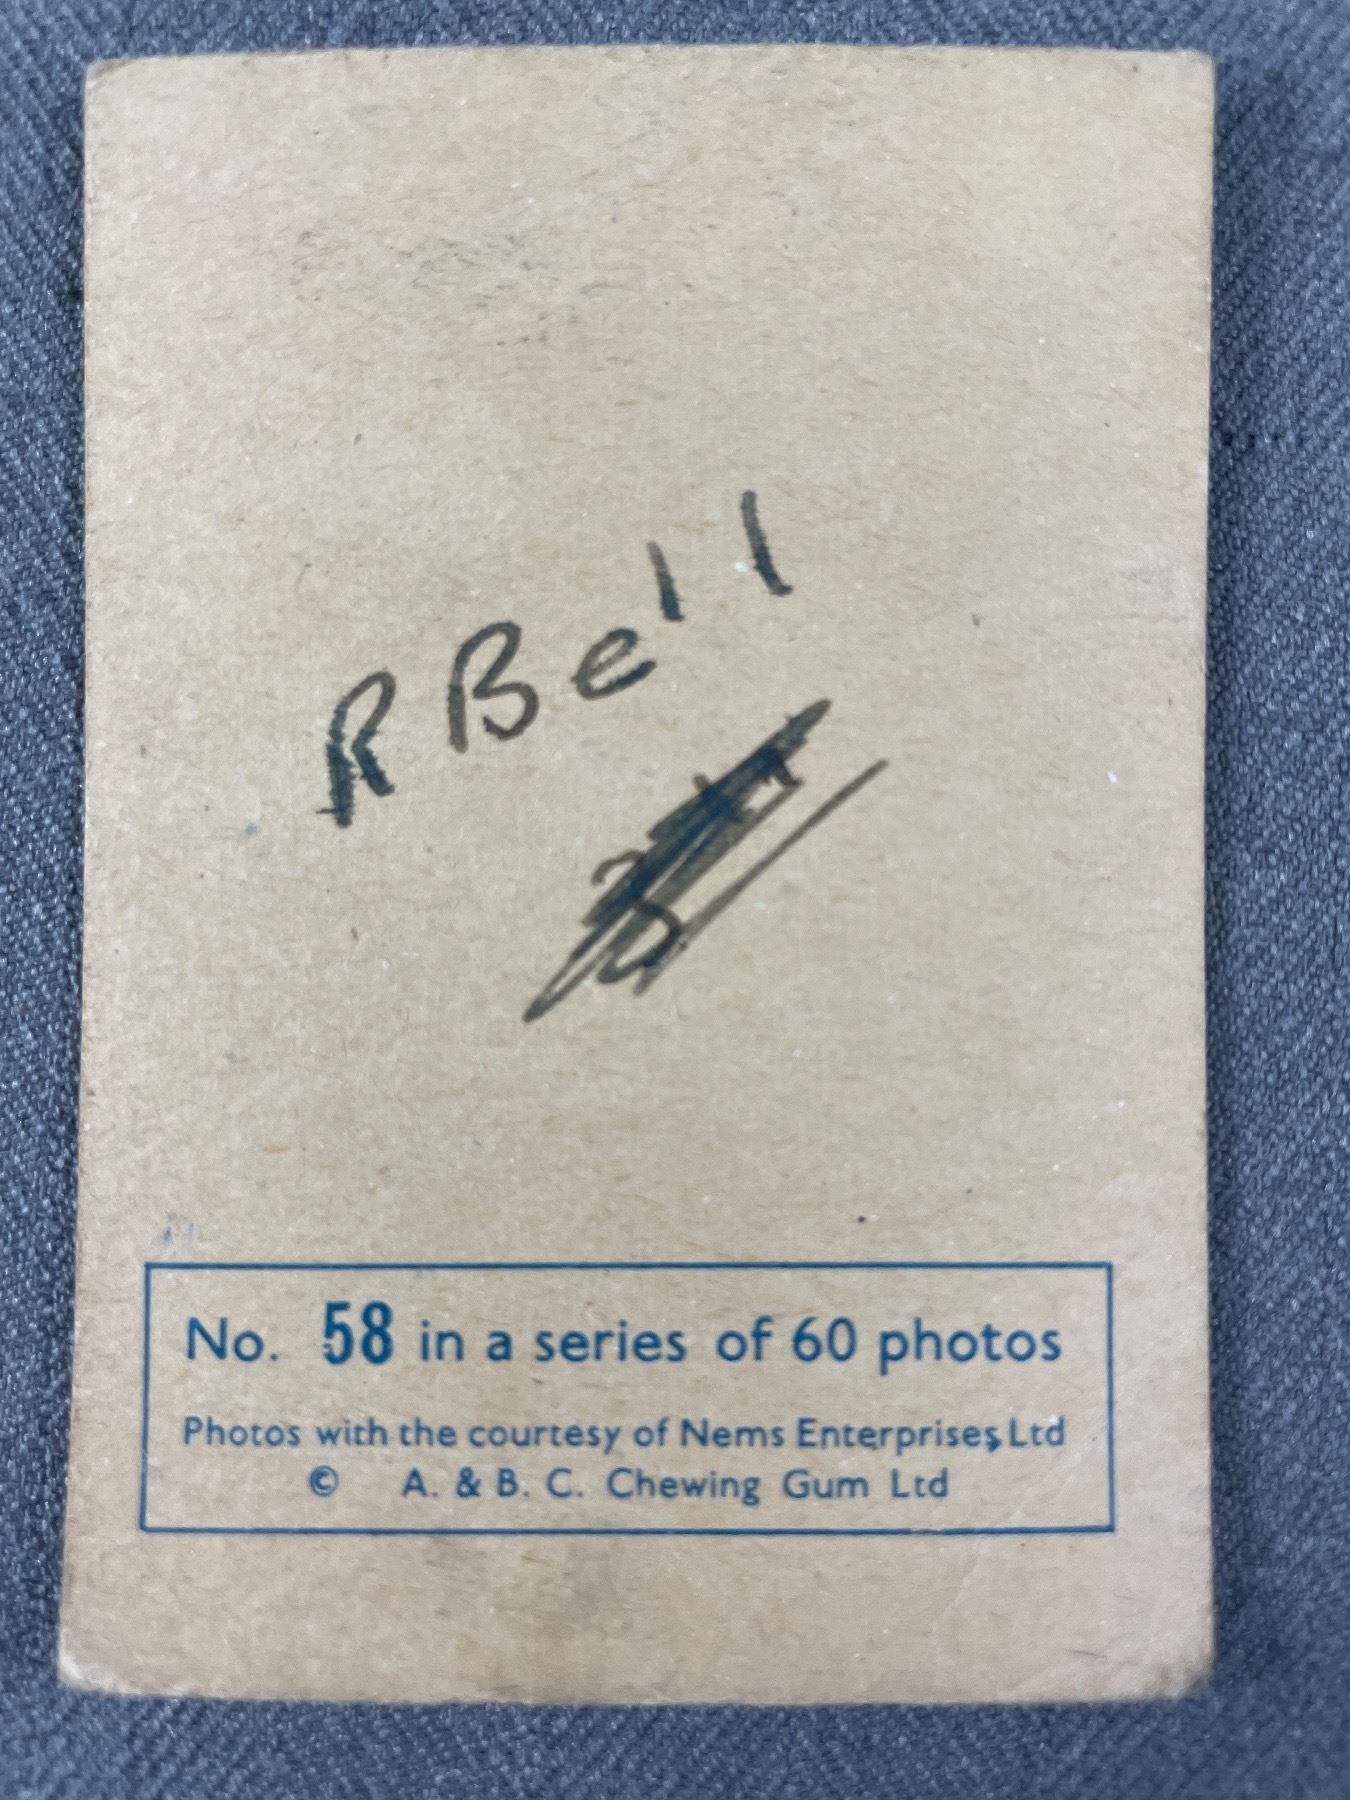 R Bell
No. 58 in a series of 60 photos
Photos with the courtesy of Nems Enterprises, Ltd
© A. & B. C. Chewing Gum Ltd